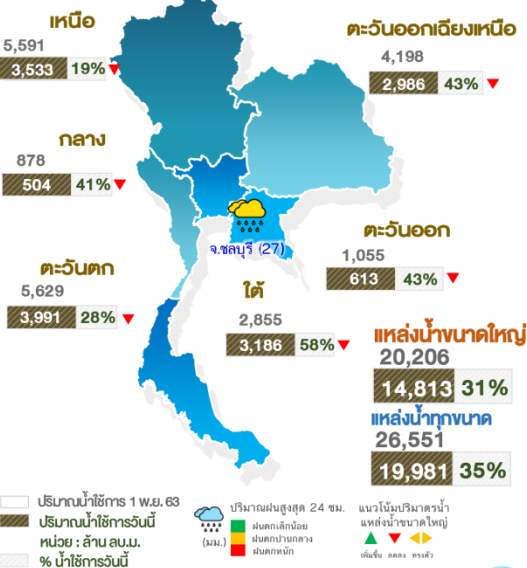 เหนือ
5,591
3,533 19%
ตะวันออกเฉียงเหนือ
4,198
2,986 43%
กลาง
878
504 41%
จ.ชลบุรี (27)
ตะวันออก
1,055
613 43%
ตะวันตก
5,629
3,991 28%
ใต้
2,855
3,186 58%
แหล่งน้ำขนาดใหญ่
20,206
14,813 31%
แหล่งน้ำทุกขนาด
26,551
19,981 35%
ปริมาณน้ำใช้การ 1 พ.ย. 63
ปริมาณน้ำใช้การวันนี้
หน่วย : ล้าน ลบ.ม.
% น้ำใช้การวันนี้
ปริมาณฝนสูงสุด 24 ชม.
(มม.)
ฝนตกเล็กน้อย
ฝนตกปานกลาง
ฝนตกหนัก
แนวโน้มปริมาตรน้ำ
แหล่งน้ำขนาดใหญ่
เพิ่มขึ้น ลดลง ทรงตัว